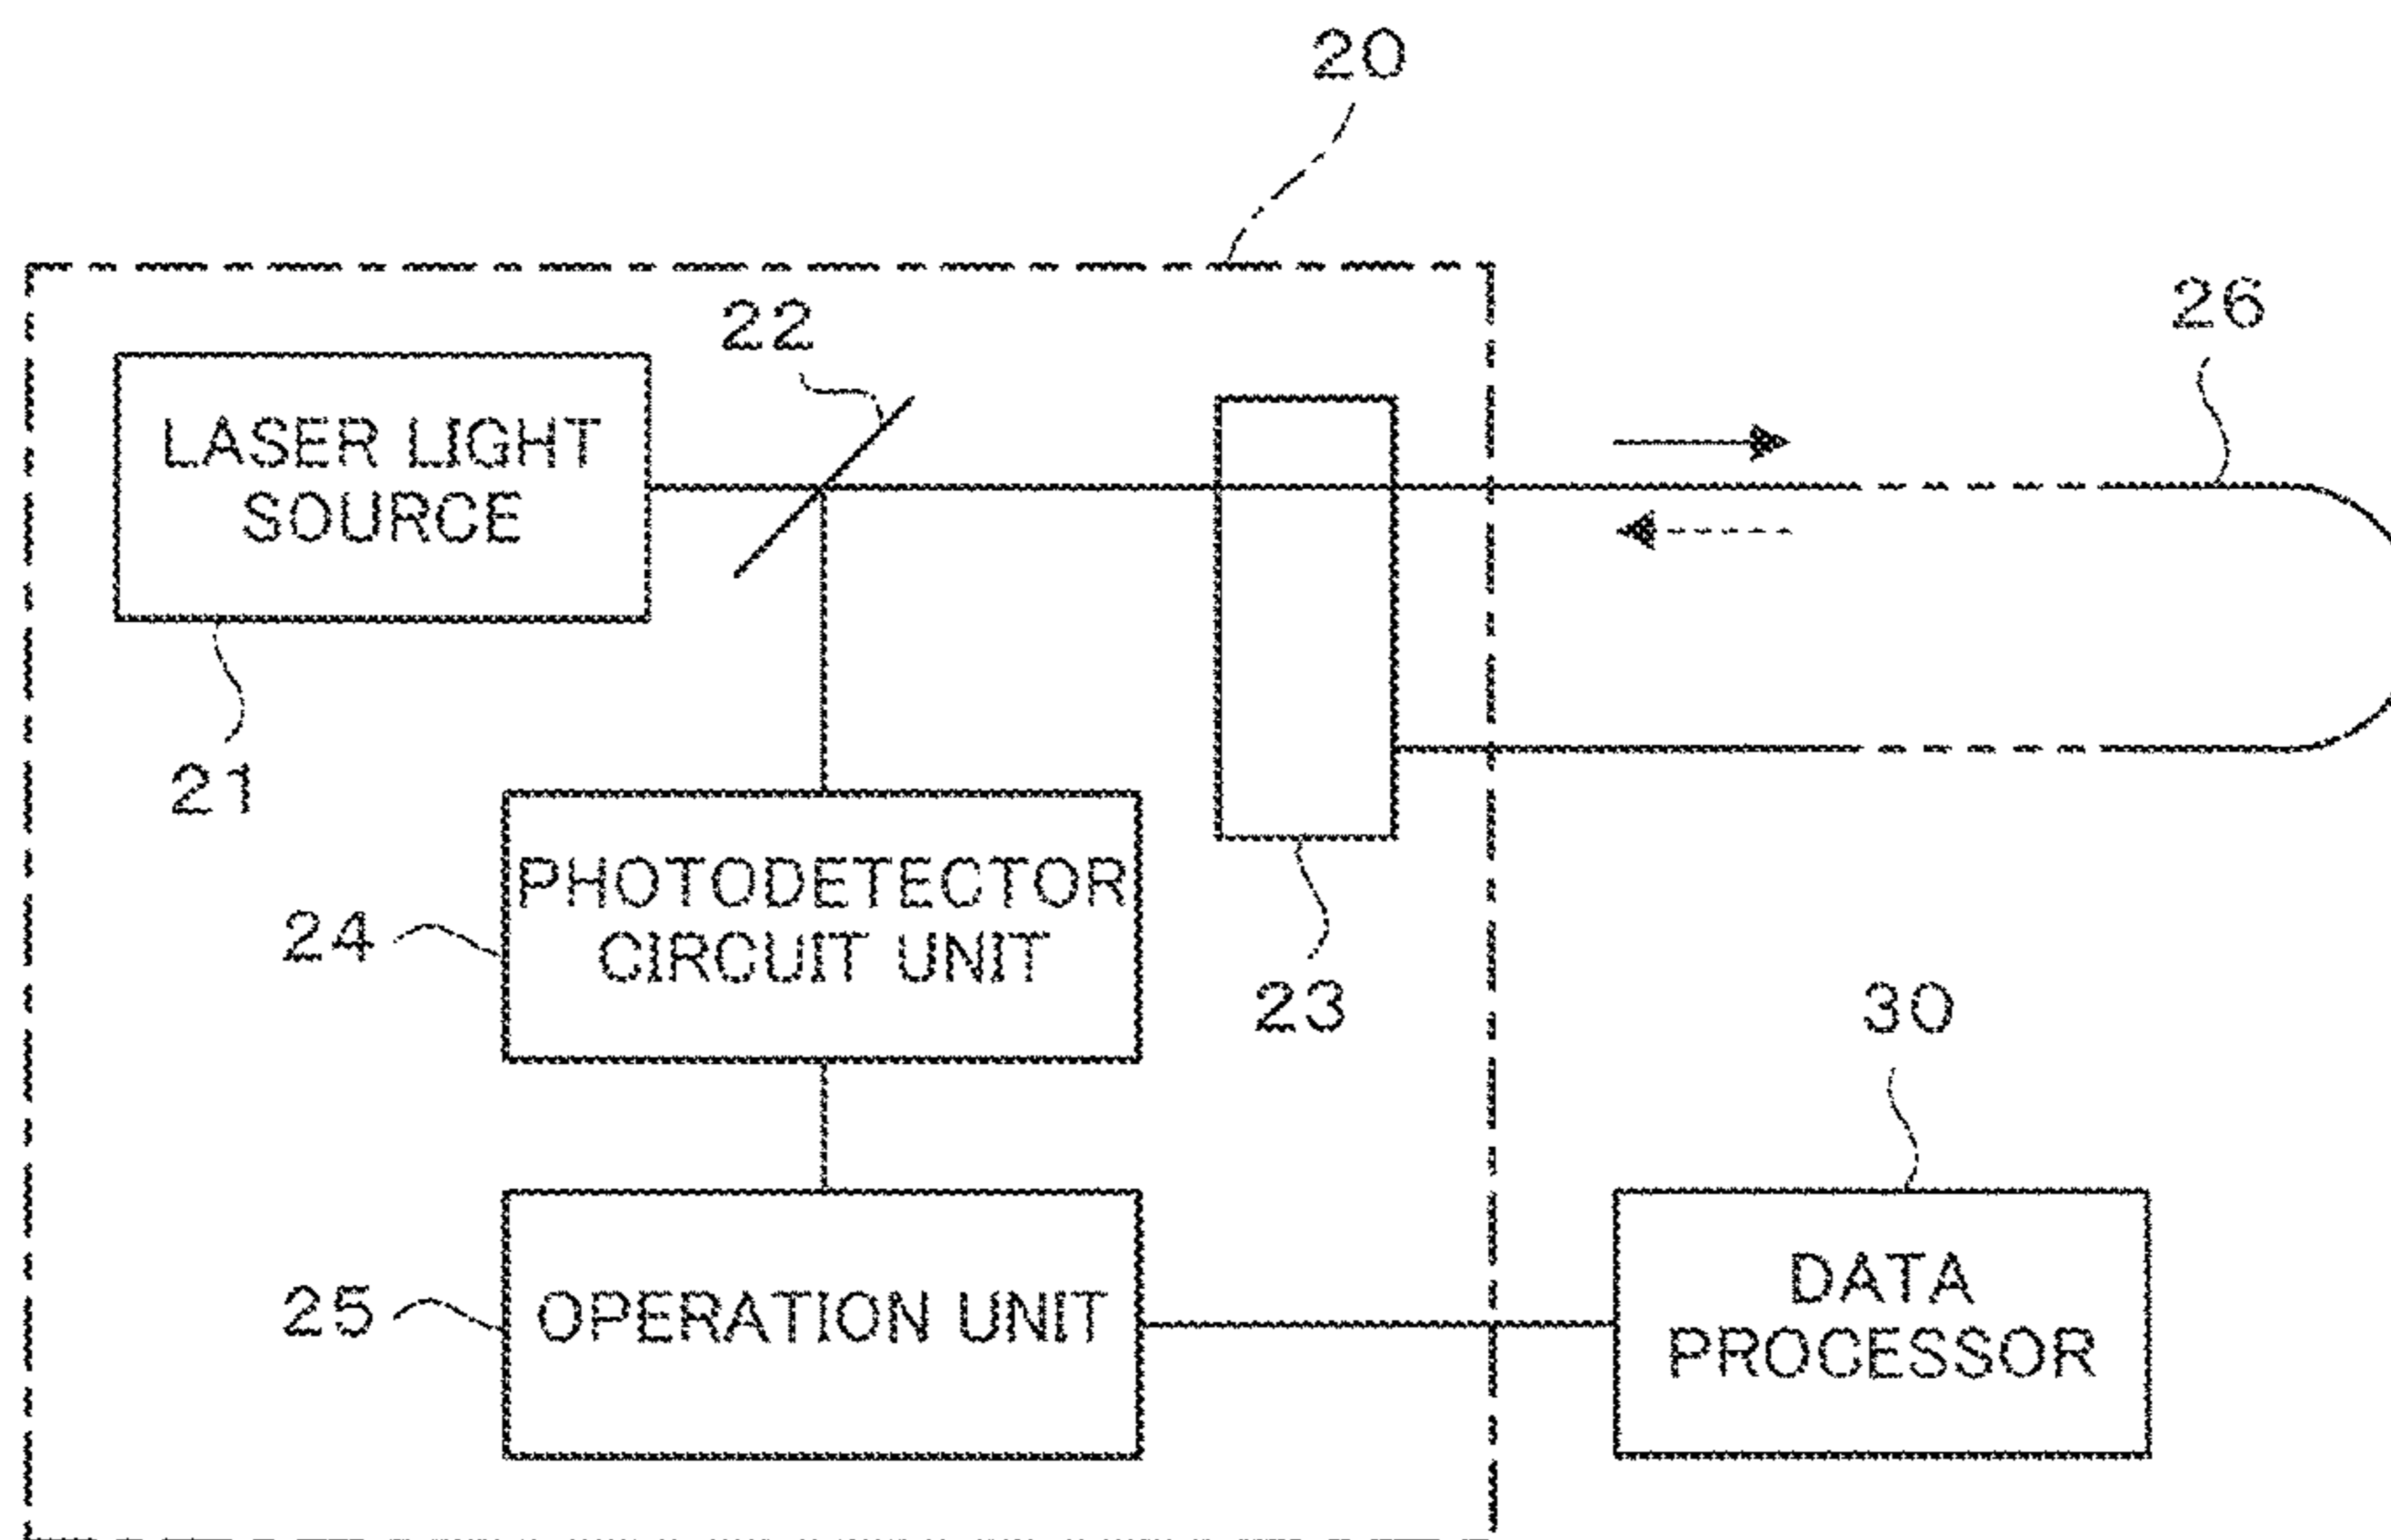 20
22
26
LASER LIGHT
SOURCE
21
PHOTODETECTOR
CIRCUIT UNIT
24
23
30
25
OPERATION UNIT
DATA
PROCESSOR